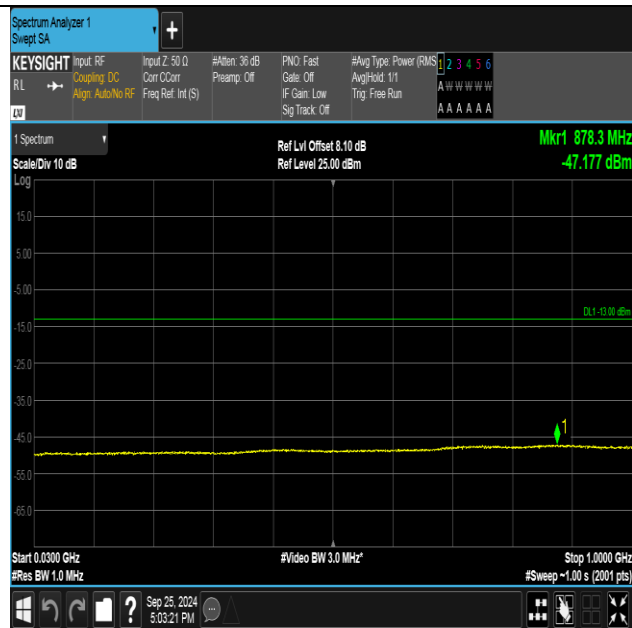 Spectrum Analyzer 1
Swept SA
+
KEYSIGHT
RL
LXI
Input: RF
Coupling: DC
Align: Auto/No RF
Input Z: 50 Ω
Corr CCorr
Freq Ref: Int (S)
#Atten: 36 dB
Preamp: Off
PNO: Fast
Gate: Off
IF Gain: Low
Sig Track: Off
#Avg Type: Power (RMS
Avg|Hold: 1/1
Trig: Free Run
1 2 3 4 5 6
A W W W W W
A A A A A A
1 Spectrum
Scale/Div 10 dB
Ref Lvl Offset 8.10 dB
Ref Level 25.00 dBm
Mkr1 878.3 MHz
-47.177 dBm
Log
15.0
5.00
-5.00
DL1 -13.00 dBm
-15.0
-25.0
-35.0
-45.0
1
-55.0
-65.0
Start 0.0300 GHz
#Video BW 3.0 MHz*
Stop 1.0000 GHz
#Res BW 1.0 MHz
#Sweep ~1.00 s (2001 pts)
?
Sep 25, 2024
5:03:21 PM